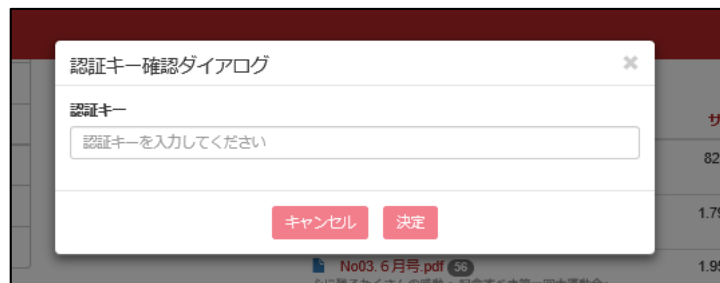 認証キー確認ダイアログ
×
認証キー
認証キーを入力してください
キャンセル 決定
サ
82
1.79
No03.６月号.pdf 56
1.95